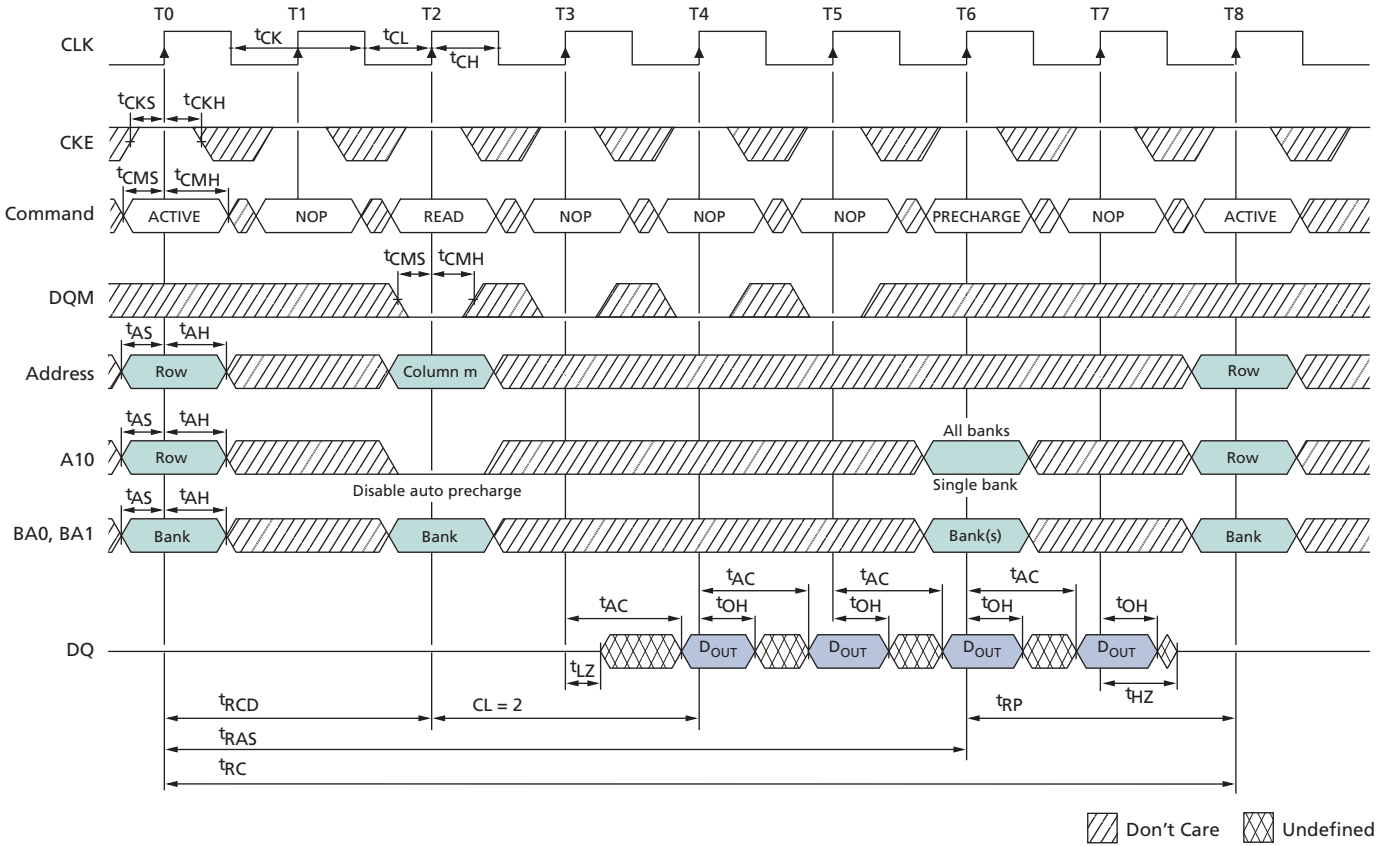 T0 T1 T2 T3 T4 T5 T6 T7 T8
CLK
tCK tCL
tCH
tCKS tCKH
CKE
tCMS tCMH
Command ACTIVE NOP READ NOP NOP NOP PRECHARGE NOP ACTIVE
tCMS tCMH
DQM
tAS tAH
Address Row Column m Row
tAS tAH
All banks
A10 Row Row
Disable auto precharge Single bank
tAS tAH
BA0, BA1 Bank Bank Bank(s) Bank
tAC tAC tAC
tAC tOH tOH tOH tOH
DQ DOUT DOUT DOUT DOUT
tLZ
tHZ
tRCD CL = 2 tRP
tRAS
tRC
Don't Care Undefined